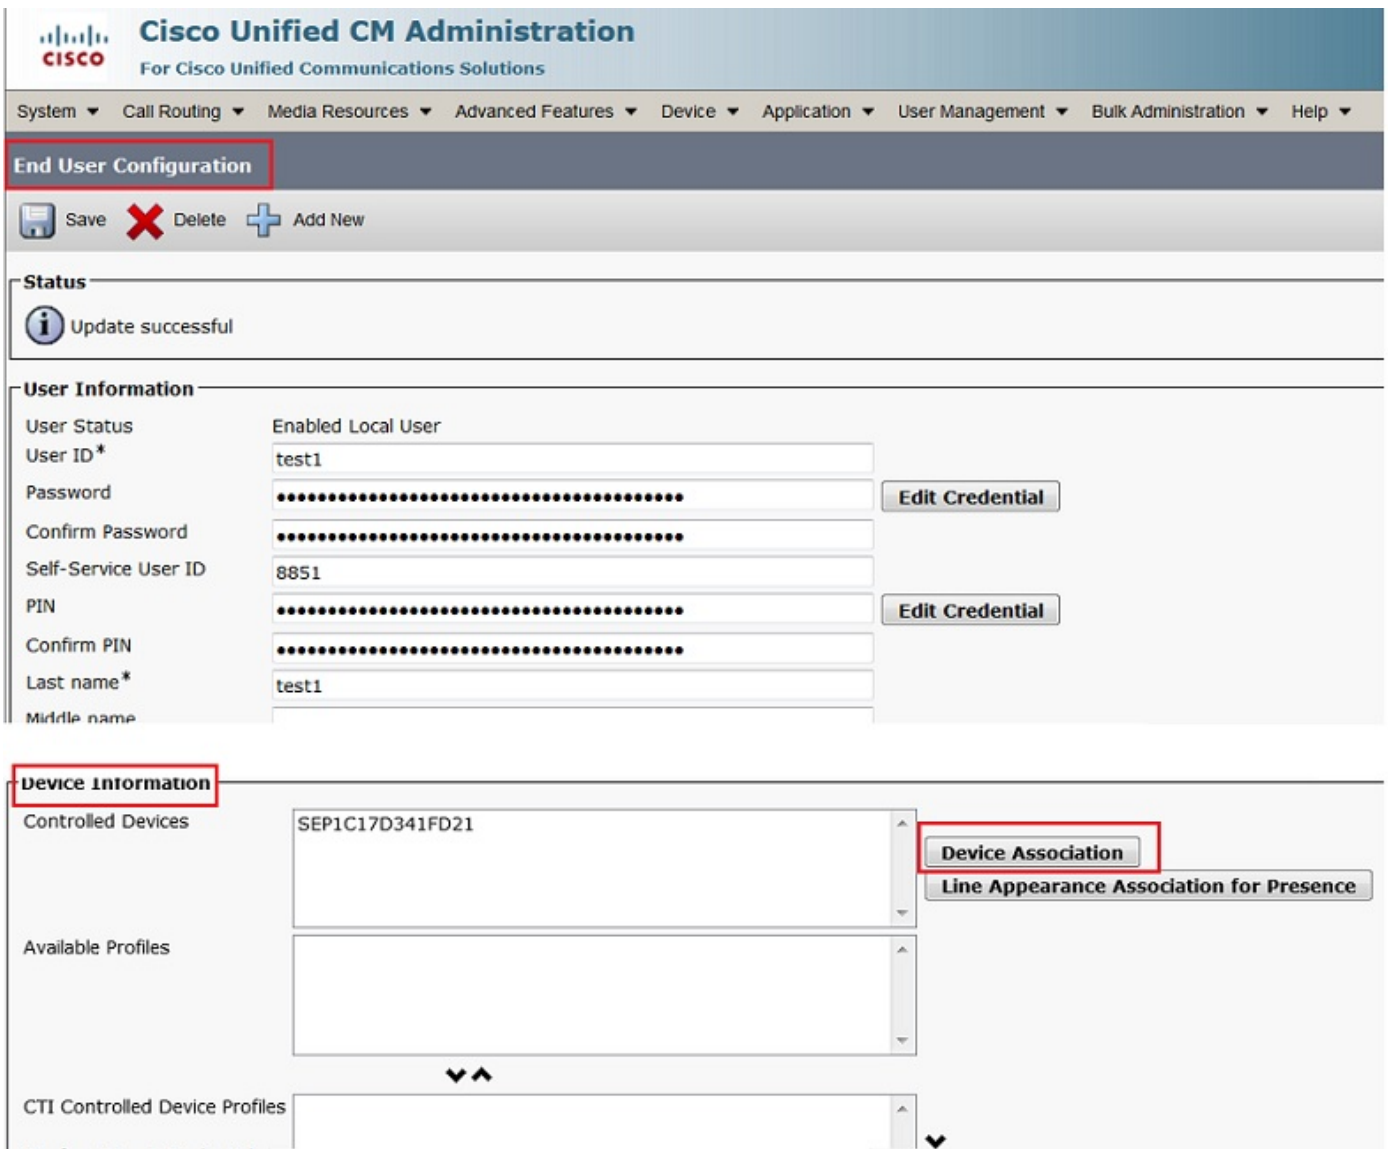 Cisco Unified CM Administration
CISCO
For Cisco Unified Communications Solutions
System Call Routing Media Resources Advanced Features Device Application User Management Bulk Administration Help
End User Configuration
Save Delete Add New
Status
Update successful
User Information
User Status Enabled Local User
User ID* test1
Password •••••••••••••••••••••••••••••••••••••••• Edit Credential
Confirm Password ••••••••••••••••••••••••••••••••••••••••
Self-Service User ID 8851
PIN •••••••••••••••••••••••••••••••••••••••• Edit Credential
Confirm PIN ••••••••••••••••••••••••••••••••••••••••
Last name* test1
Middle name
Device Information
Controlled Devices SEP1C17D341FD21
Device Association
Line Appearance Association for Presence
Available Profiles
CTI Controlled Device Profiles